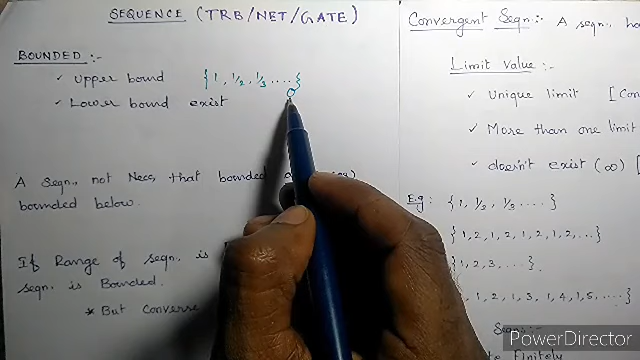 SEQUENCE (TRB/NET/GATE)
BOUNDED :-
✓ Upper bound {1, 1/2, 1/3, ....}
0
✓ Lower bound exist
A Seqn., not Necc, that bounded
bounded below.
If Range of seqn. is
seqn. is Bounded.
* But Converse
Convergent Seqn:- A seqn. ha
Limit value:-
✓ Unique limit [Con
✓ More than one limit
✓ doesn't exist (∞) [
E.g: {1, 1/2, 1/3 ....}
{1, 2, 1, 2, 1, 2, 1, 2, ...}
{1, 2, 3, ....}.
1, 2, 1, 3, 1, 4, 1, 5, ....}
Seqns:-
Finitely
PowerDirector